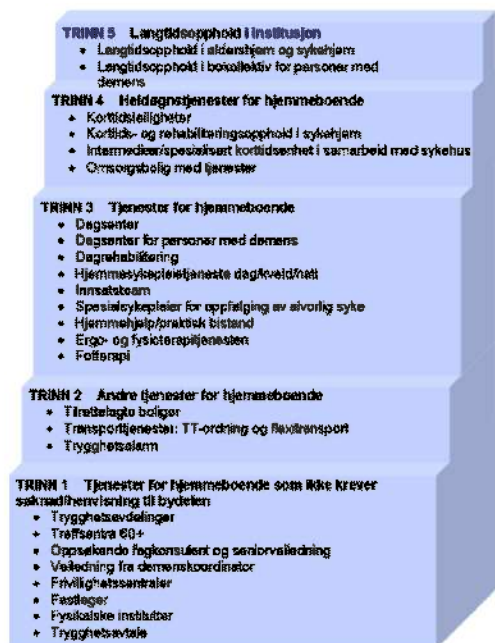 TRINN 5 Langtidsopphold i institusjon
Langtidsopphold i aldershjem og sykehjem
Langtidsopphold i bokollektiv for personer med
demens
TRINN 4 Heldøgnstjenester for hjemmeboende
Korttidsleiligheter
Korttids- og rehabiliteringsopphold i sykehjem
Intermediær/spesialisert korttidsenhet i samarbeid med sykehus
Omsorgsbolig med tjenester
TRINN 3 Tjenester for hjemmeboende
Dagsenter
Dagsenter for personer med demens
Dagrehabilitering
Hjemmesykepleietjeneste dag/kveld/natt
Innsatsteam
Spesialsykepleier for oppfølging av alvorlig syke
Hjemmehjelp/praktisk bistand
Ergo- og fysioterapitjenesten
Fotterapi
TRINN 2 Andre tjenester for hjemmeboende
Tilrettelagte boliger
Transporttjenester: TT-ordning og flexitransport
Trygghetsalarm
TRINN 1 Tjenester for hjemmeboende som ikke krever
søknad/henvisning til bydelen
Trygghetsavdelinger
Treffsentra 60+
Oppsøkende fagkonsulent og seniorveiledning
Veiledning fra demenskoordinator
Frivillighetssentraler
Fastleger
Fysikalske institutter
Trygghetsavtale